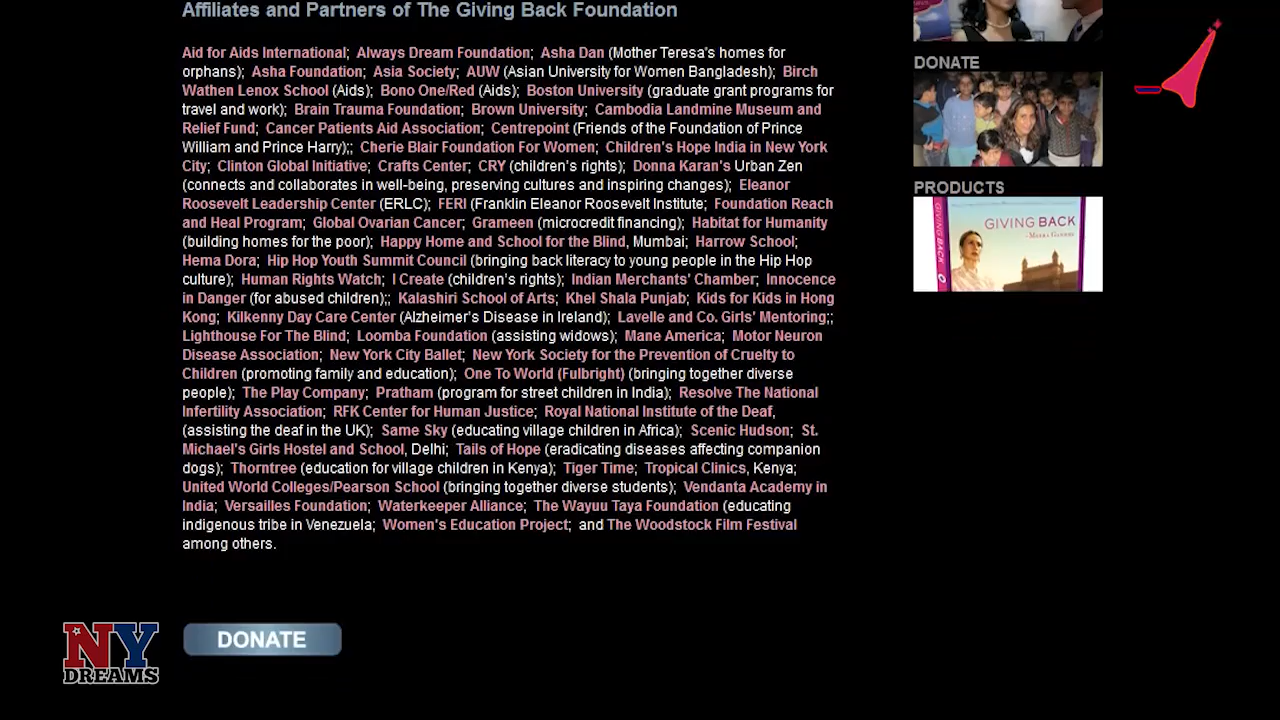 Affiliates and Partners of The Giving Back Foundation
Aid for Aids International; Always Dream Foundation; Asha Dan (Mother Teresa's homes for
orphans); Asha Foundation; Asia Society; AUW (Asian University for Women Bangladesh); Birch
Wathen Lenox School (Aids); Bono One/Red (Aids); Boston University (graduate grant programs for
travel and work); Brain Trauma Foundation; Brown University; Cambodia Landmine Museum and
Relief Fund; Cancer Patients Aid Association; Centrepoint (Friends of the Foundation of Prince
William and Prince Harry);; Cherie Blair Foundation For Women; Children's Hope India in New York
City; Clinton Global Initiative; Crafts Center; CRY (children's rights); Donna Karan's Urban Zen
(connects and collaborates in well-being, preserving cultures and inspiring changes); Eleanor
Roosevelt Leadership Center (ERLC); FERI (Franklin Eleanor Roosevelt Institute; Foundation Reach
and Heal Program; Global Ovarian Cancer; Grameen (microcredit financing); Habitat for Humanity
(building homes for the poor); Happy Home and School for the Blind, Mumbai; Harrow School;
Hema Dora; Hip Hop Youth Summit Council (bringing back literacy to young people in the Hip Hop
culture); Human Rights Watch; I Create (children's rights); Indian Merchants' Chamber; Innocence
in Danger (for abused children);; Kalashiri School of Arts; Khel Shala Punjab; Kids for Kids in Hong
Kong; Kilkenny Day Care Center (Alzheimer's Disease in Ireland); Lavelle and Co. Girls' Mentoring;;
Lighthouse For The Blind; Loomba Foundation (assisting widows); Mane America; Motor Neuron
Disease Association; New York City Ballet; New York Society for the Prevention of Cruelty to
Children (promoting family and education); One To World (Fulbright) (bringing together diverse
people); The Play Company; Pratham (program for street children in India); Resolve The National
Infertility Association; RFK Center for Human Justice; Royal National Institute of the Deaf,
(assisting the deaf in the UK); Same Sky (educating village children in Africa); Scenic Hudson; St.
Michael's Girls Hostel and School, Delhi; Tails of Hope (eradicating diseases affecting companion
dogs); Thorntree (education for village children in Kenya); Tiger Time; Tropical Clinics, Kenya;
United World Colleges/Pearson School (bringing together diverse students); Vendanta Academy in
India; Versailles Foundation; Waterkeeper Alliance; The Wayuu Taya Foundation (educating
indigenous tribe in Venezuela; Women's Education Project; and The Woodstock Film Festival
among others.
DONATE
PRODUCTS
GIVING BACK
GIVING BACK
-MEERA GANDHI
NY
DREAMS
DONATE